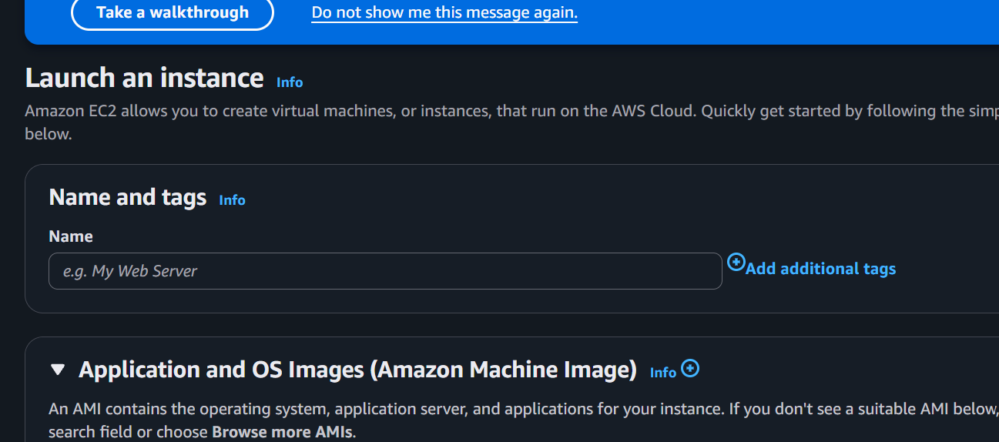 Take a walkthrough Do not show me this message again.
Launch an instance Info
Amazon EC2 allows you to create virtual machines, or instances, that run on the AWS Cloud. Quickly get started by following the
below.
Name and tags Info
Name
e.g. My Web Server Add additional tags
Application and OS Images (Amazon Machine Image) Info
An AMI contains the operating system, application server, and applications for your instance. If you don't see a suitable AMI below,
search field or choose Browse more AMIs.